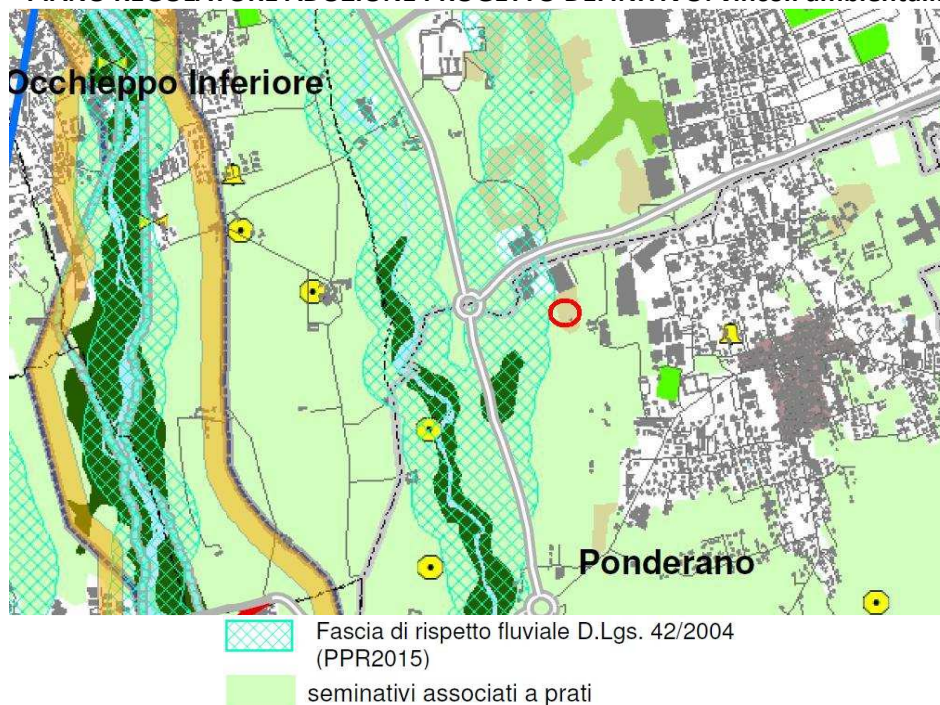 Occhieppo Inferiore
Ponderano
Fascia di rispetto fluviale D.Lgs. 42/2004
(PPR2015)
seminativi associati a prati